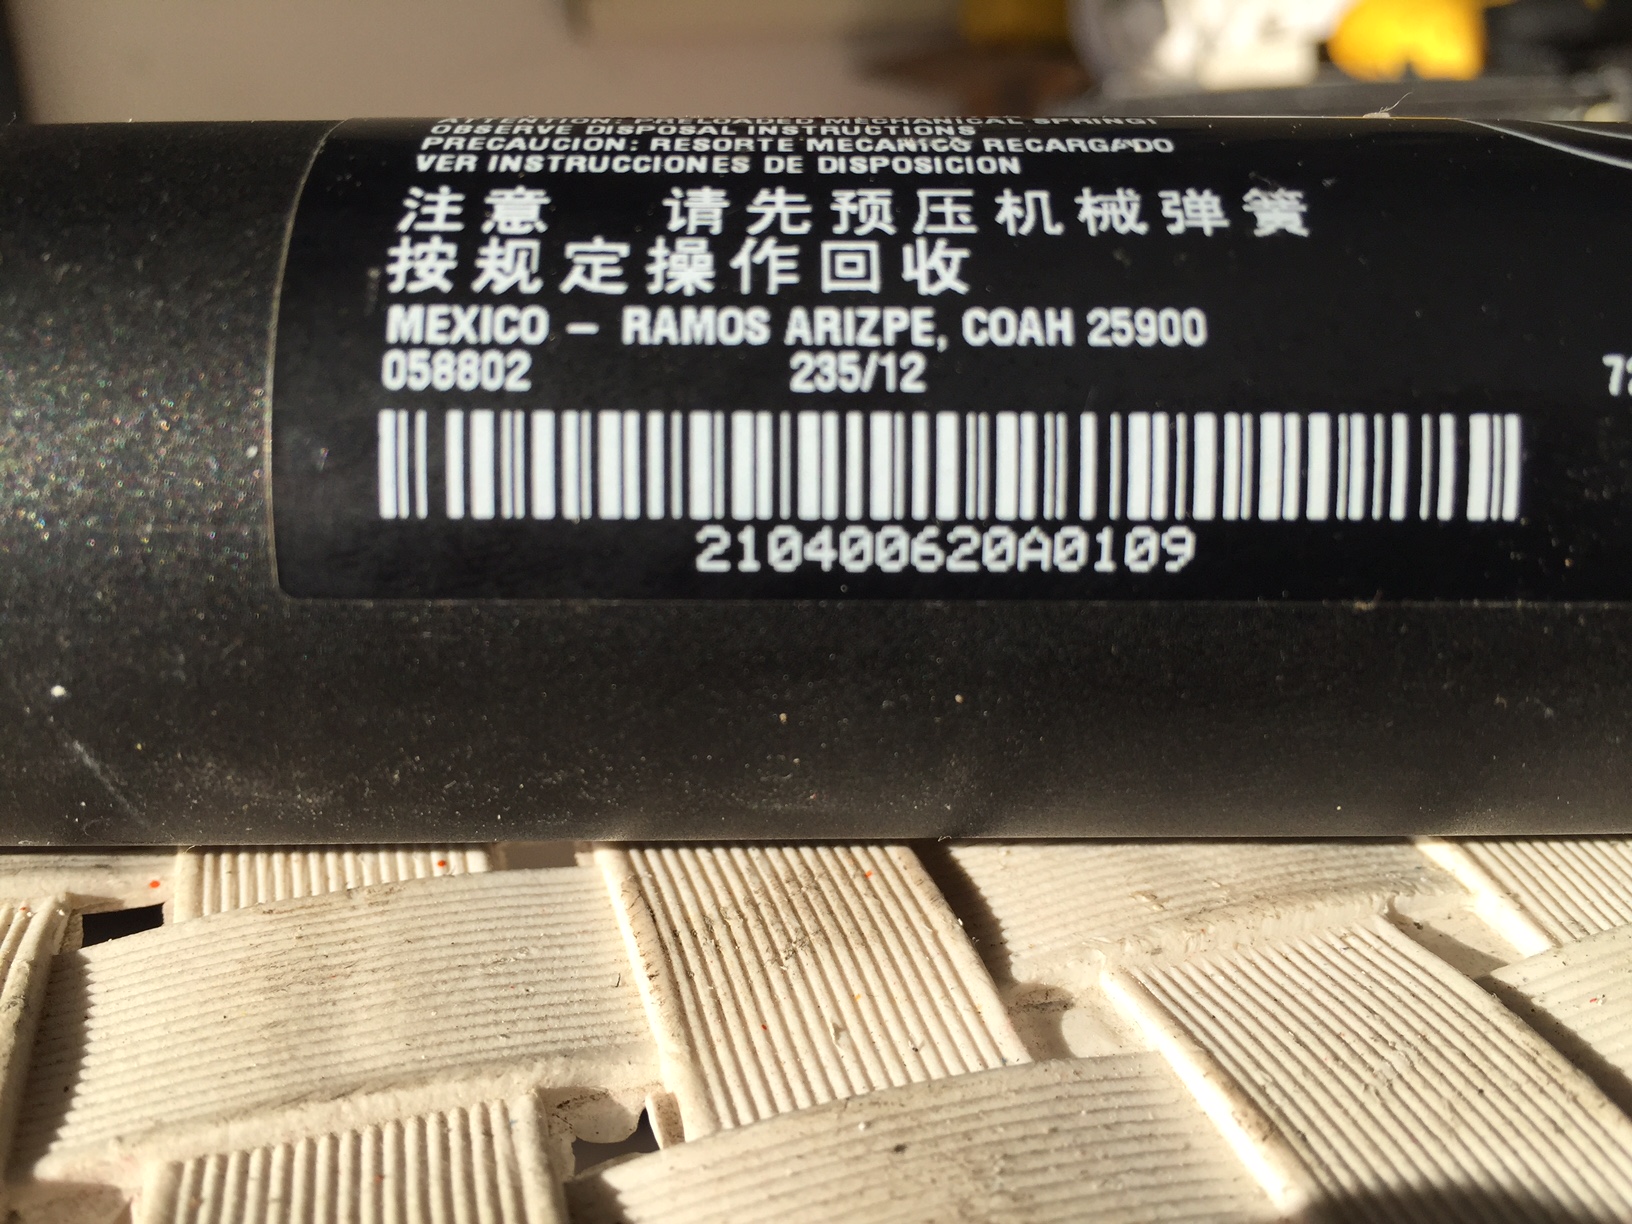 ATTENTION: PRELOADED MECHANICAL SPRING!
OBSERVE DISPOSAL INSTRUCTIONS
PRECAUCION: RESORTE MECANICO RECARGADO
VER INSTRUCCIONES DE DISPOSICION
注意 请先预压机械弹簧
按规定操作回收
MEXICO – RAMOS ARIZPE, COAH 25900
058802 235/12
210400620A0109